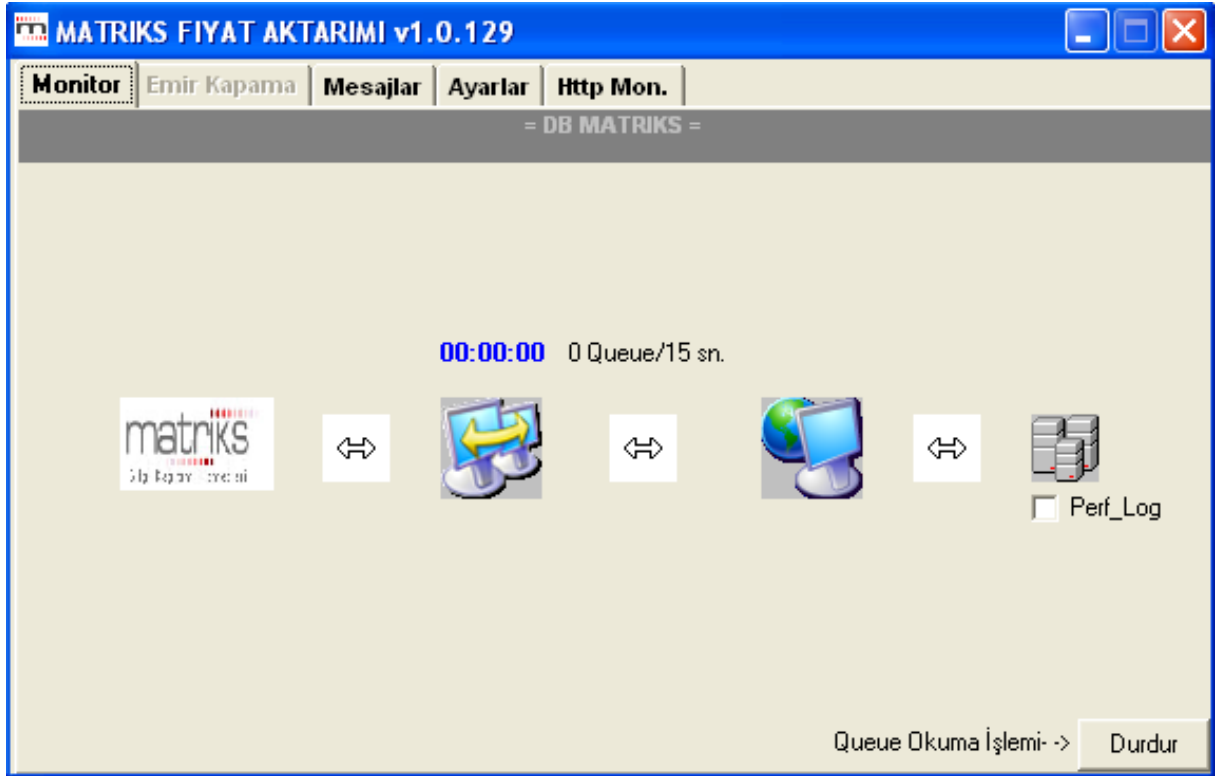 MATRIKS FIYAT AKTARIMI v1.0.129
Monitor Emir Kapama Mesajlar Ayarlar Http Mon.
= DB MATRIKS =
00:00:00 0 Queue/15 sn.
matriks
Perf_Log
Queue Okuma İşlemi- -> Durdur